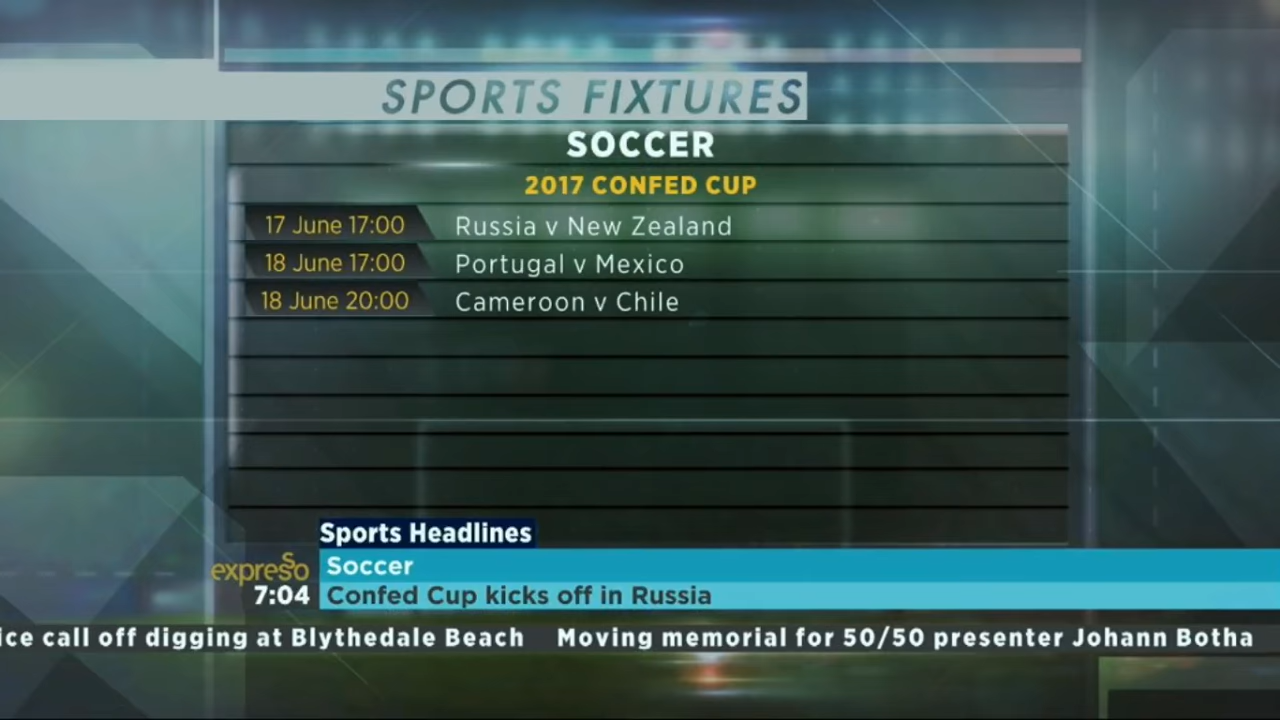 SPORTS FIXTURES
SOCCER
2017 CONFED CUP
17 June 17:00 Russia v New Zealand
18 June 17:00 Portugal v Mexico
18 June 20:00 Cameroon v Chile
Sports Headlines
expresso
Soccer
7:04
Confed Cup kicks off in Russia
ice call off digging at Blythedale Beach Moving memorial for 50/50 presenter Johann Botha